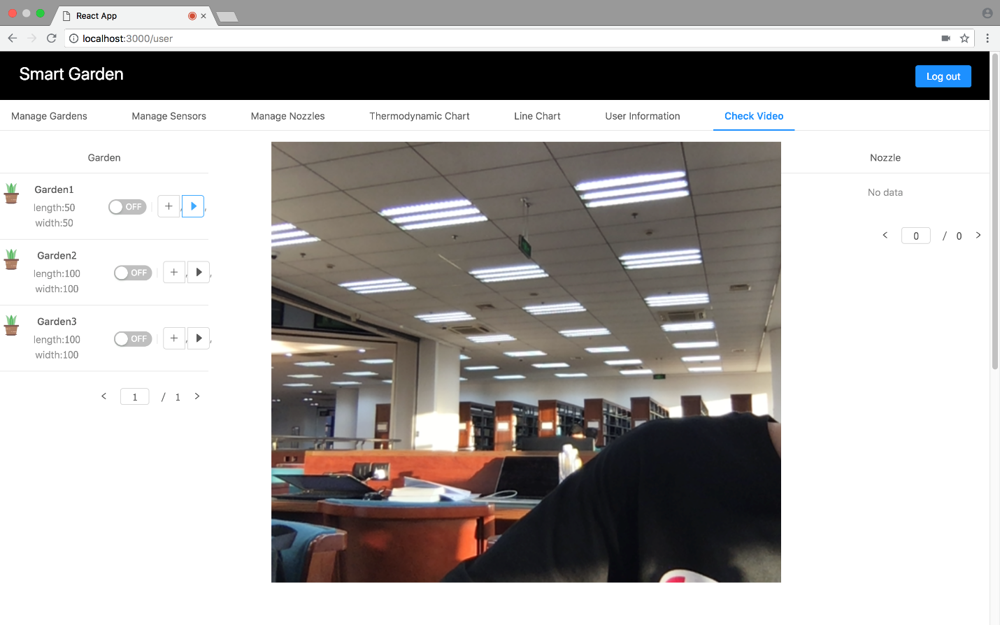 React App
localhost:3000/user
Smart Garden
Log out
Manage Gardens
Manage Sensors
Manage Nozzles
Thermodynamic Chart
Line Chart
User Information
Check Video
Garden
Garden1
length:50
width:50
OFF
+
,
,
Garden2
length:100
width:100
OFF
+
,
,
Garden3
length:100
width:100
OFF
+
,
,
< 1 / 1 >
Nozzle
No data
< 0 / 0 >